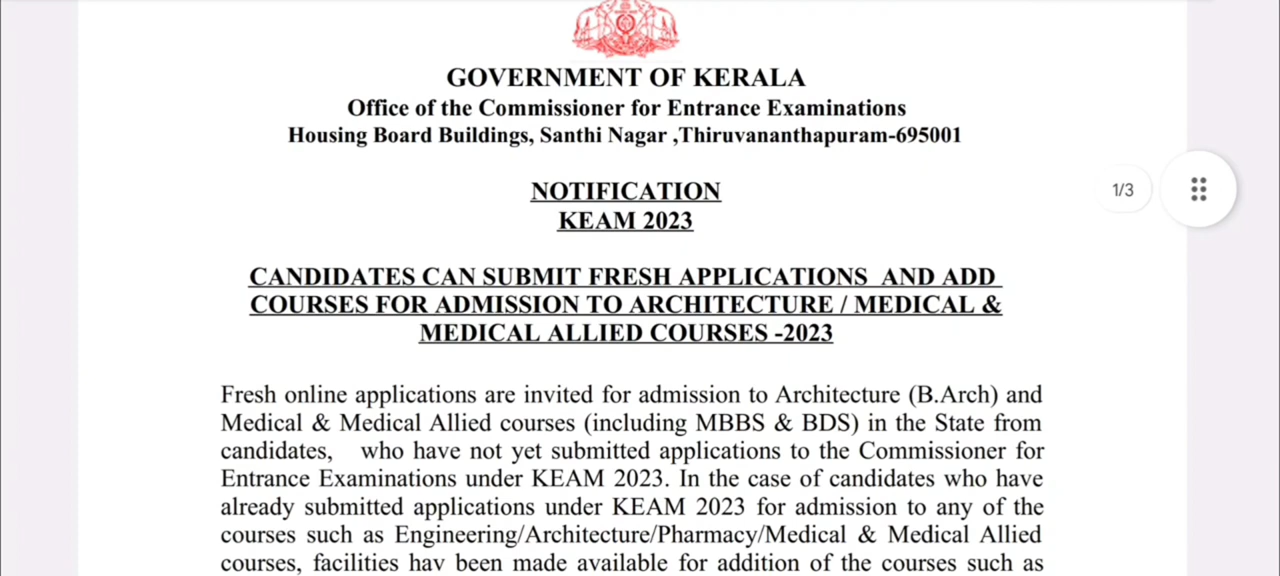 GOVERNMENT OF KERALA
Office of the Commissioner for Entrance Examinations
Housing Board Buildings, Santhi Nagar ,Thiruvananthapuram-695001
NOTIFICATION
1/3
KEAM 2023
CANDIDATES CAN SUBMIT FRESH APPLICATIONS AND ADD
COURSES FOR ADMISSION TO ARCHITECTURE / MEDICAL &
MEDICAL ALLIED COURSES -2023
Fresh online applications are invited for admission to Architecture (B.Arch) and
Medical & Medical Allied courses (including MBBS & BDS) in the State from
candidates, who have not yet submitted applications to the Commissioner for
Entrance Examinations under KEAM 2023. In the case of candidates who have
already submitted applications under KEAM 2023 for admission to any of the
courses such as Engineering/Architecture/Pharmacy/Medical & Medical Allied
courses, facilities hav been made available for addition of the courses such as